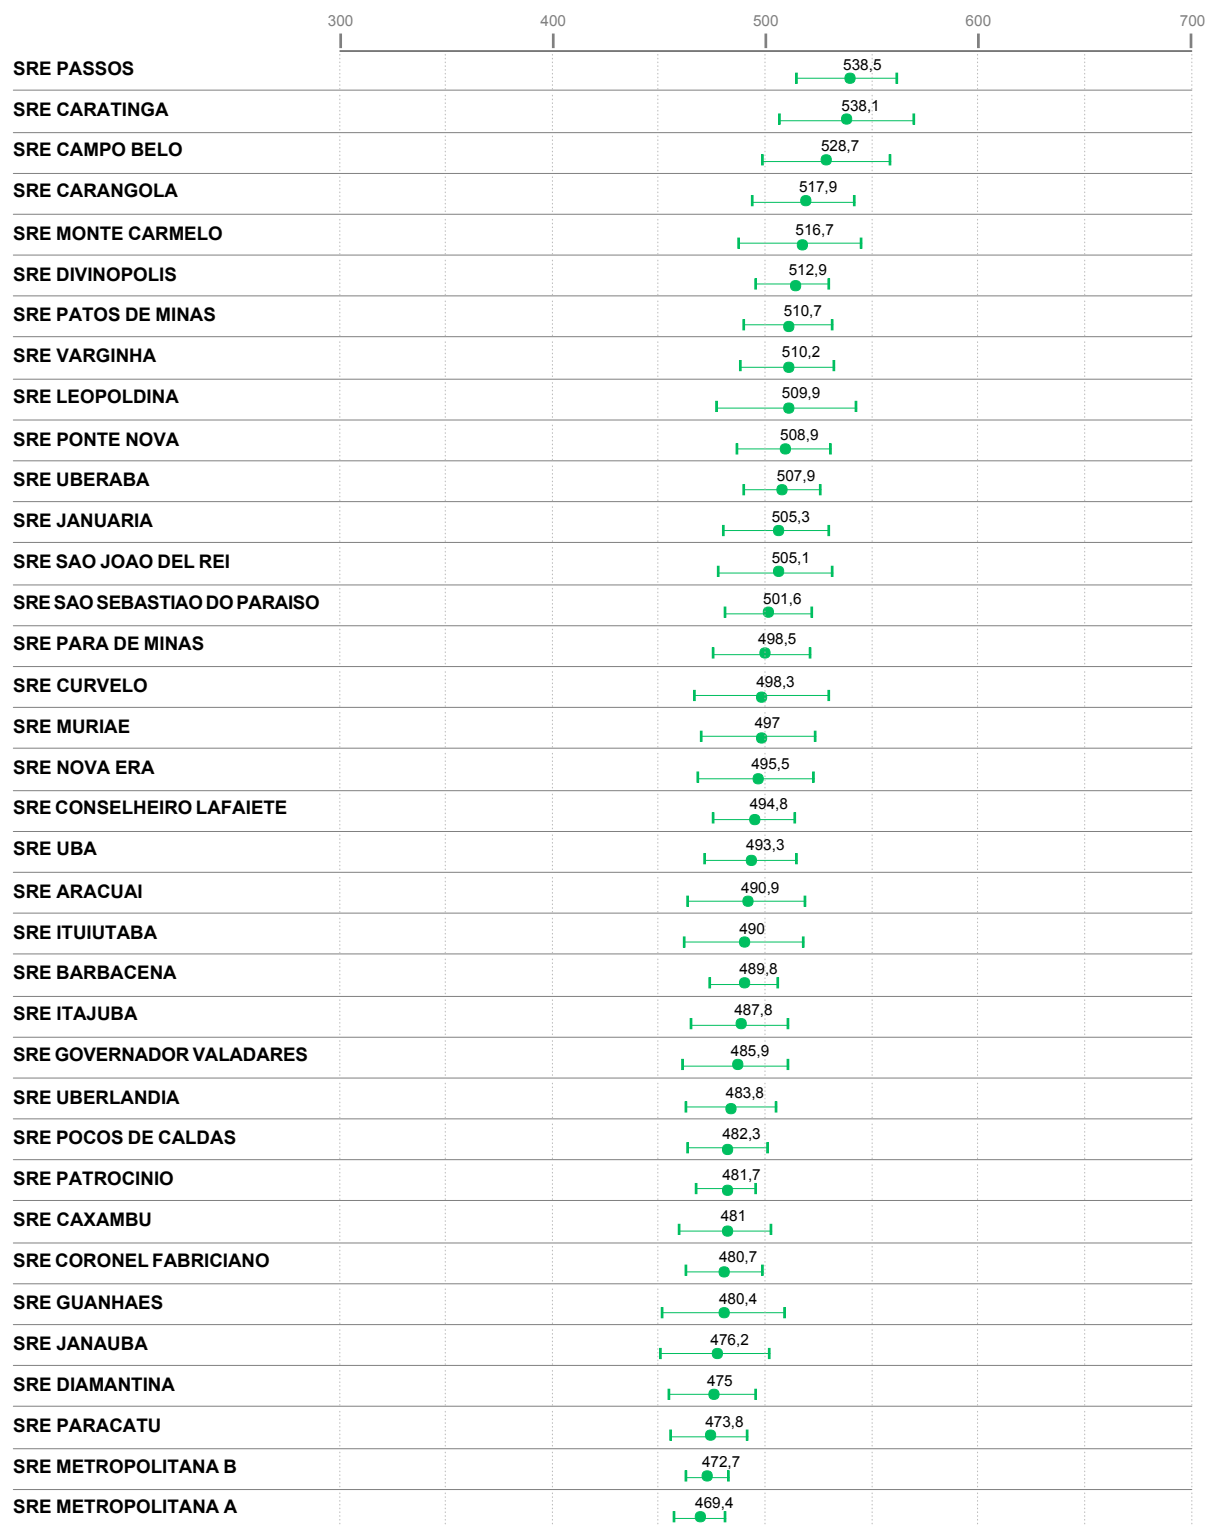 300 400 500 600 700
SRE PASSOS 538,5
SRE CARATINGA 538,1
SRE CAMPO BELO 528,7
SRE CARANGOLA 517,9
SRE MONTE CARMELO 516,7
SRE DIVINOPOLIS 512,9
SRE PATOS DE MINAS 510,7
SRE VARGINHA 510,2
SRE LEOPOLDINA 509,9
SRE PONTE NOVA 508,9
SRE UBERABA 507,9
SRE JANUARIA 505,3
SRE SAO JOAO DEL REI 505,1
SRE SAO SEBASTIAO DO PARAISO 501,6
SRE PARA DE MINAS 498,5
SRE CURVELO 498,3
SRE MURIAE 497
SRE NOVA ERA 495,5
SRE CONSELHEIRO LAFAIETE 494,8
SRE UBA 493,3
SRE ARACUAI 490,9
SRE ITUIUTABA 490
SRE BARBACENA 489,8
SRE ITAJUBA 487,8
SRE GOVERNADOR VALADARES 485,9
SRE UBERLANDIA 483,8
SRE POCOS DE CALDAS 482,3
SRE PATROCINIO 481,7
SRE CAXAMBU 481
SRE CORONEL FABRICIANO 480,7
SRE GUANHAES 480,4
SRE JANAUBA 476,2
SRE DIAMANTINA 475
SRE PARACATU 473,8
SRE METROPOLITANA B 472,7
SRE METROPOLITANA A 469,4